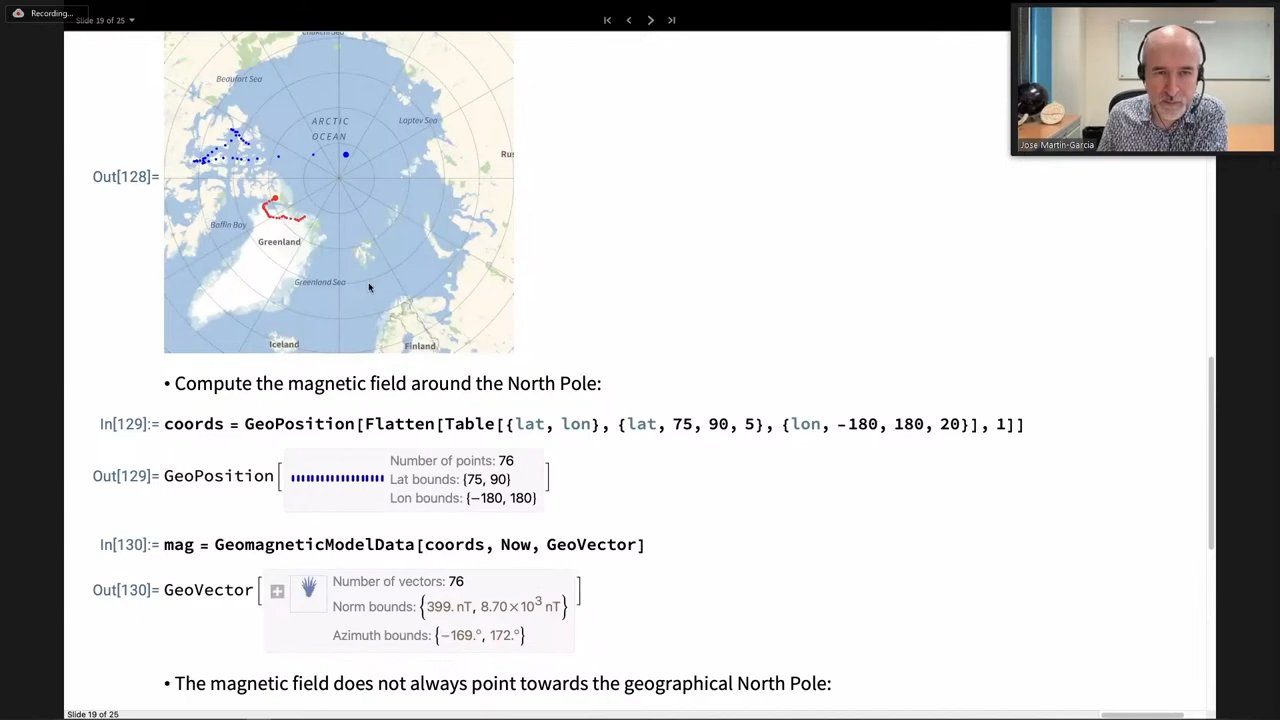 Recording...
Slide 19 of 25
Beaufort Sea
ARCTIC
OCEAN
Laptev Sea
Rus
Jose Martin-Garcia
Out[128]=
Baffin Bay
Greenland
Greenland Sea
Iceland
Finland
• Compute the magnetic field around the North Pole:
In[129]:= coords = GeoPosition[Flatten[Table[{lat, lon}, {lat, 75, 90, 5}, {lon, -180, 180, 20}], 1]]
Out[129]= GeoPosition[
Number of points: 76
Lat bounds: {75, 90}
Lon bounds: {-180, 180}
]
In[130]:= mag = GeomagneticModelData[coords, Now, GeoVector]
Out[130]= GeoVector[
Number of vectors: 76
Norm bounds: {399. nT, 8.70×10³ nT}
Azimuth bounds: {-169.°, 172.°}
]
• The magnetic field does not always point towards the geographical North Pole:
Slide 19 of 25